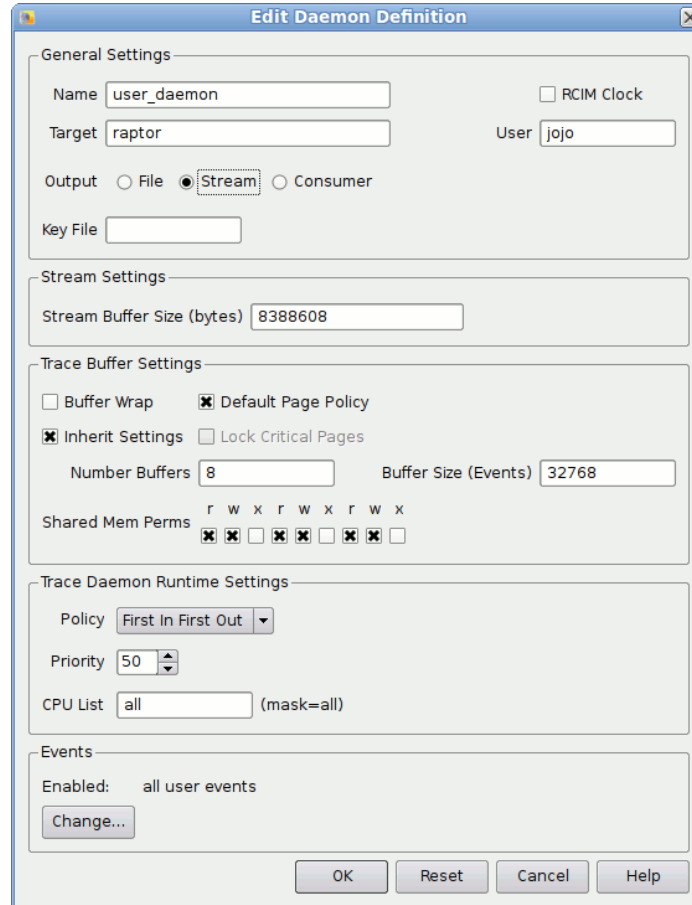 Edit Daemon Definition
General Settings
Name user_daemon RCIM Clock
Target raptor User jojo
Output File Stream Consumer
Key File
Stream Settings
Stream Buffer Size (bytes) 8388608
Trace Buffer Settings
Buffer Wrap Default Page Policy
Inherit Settings Lock Critical Pages
Number Buffers 8 Buffer Size (Events) 32768
r w x r w x r w x
Shared Mem Perms
Trace Daemon Runtime Settings
Policy First In First Out
Priority 50
CPU List all (mask=all)
Events
Enabled: all user events
Change...
OK Reset Cancel Help